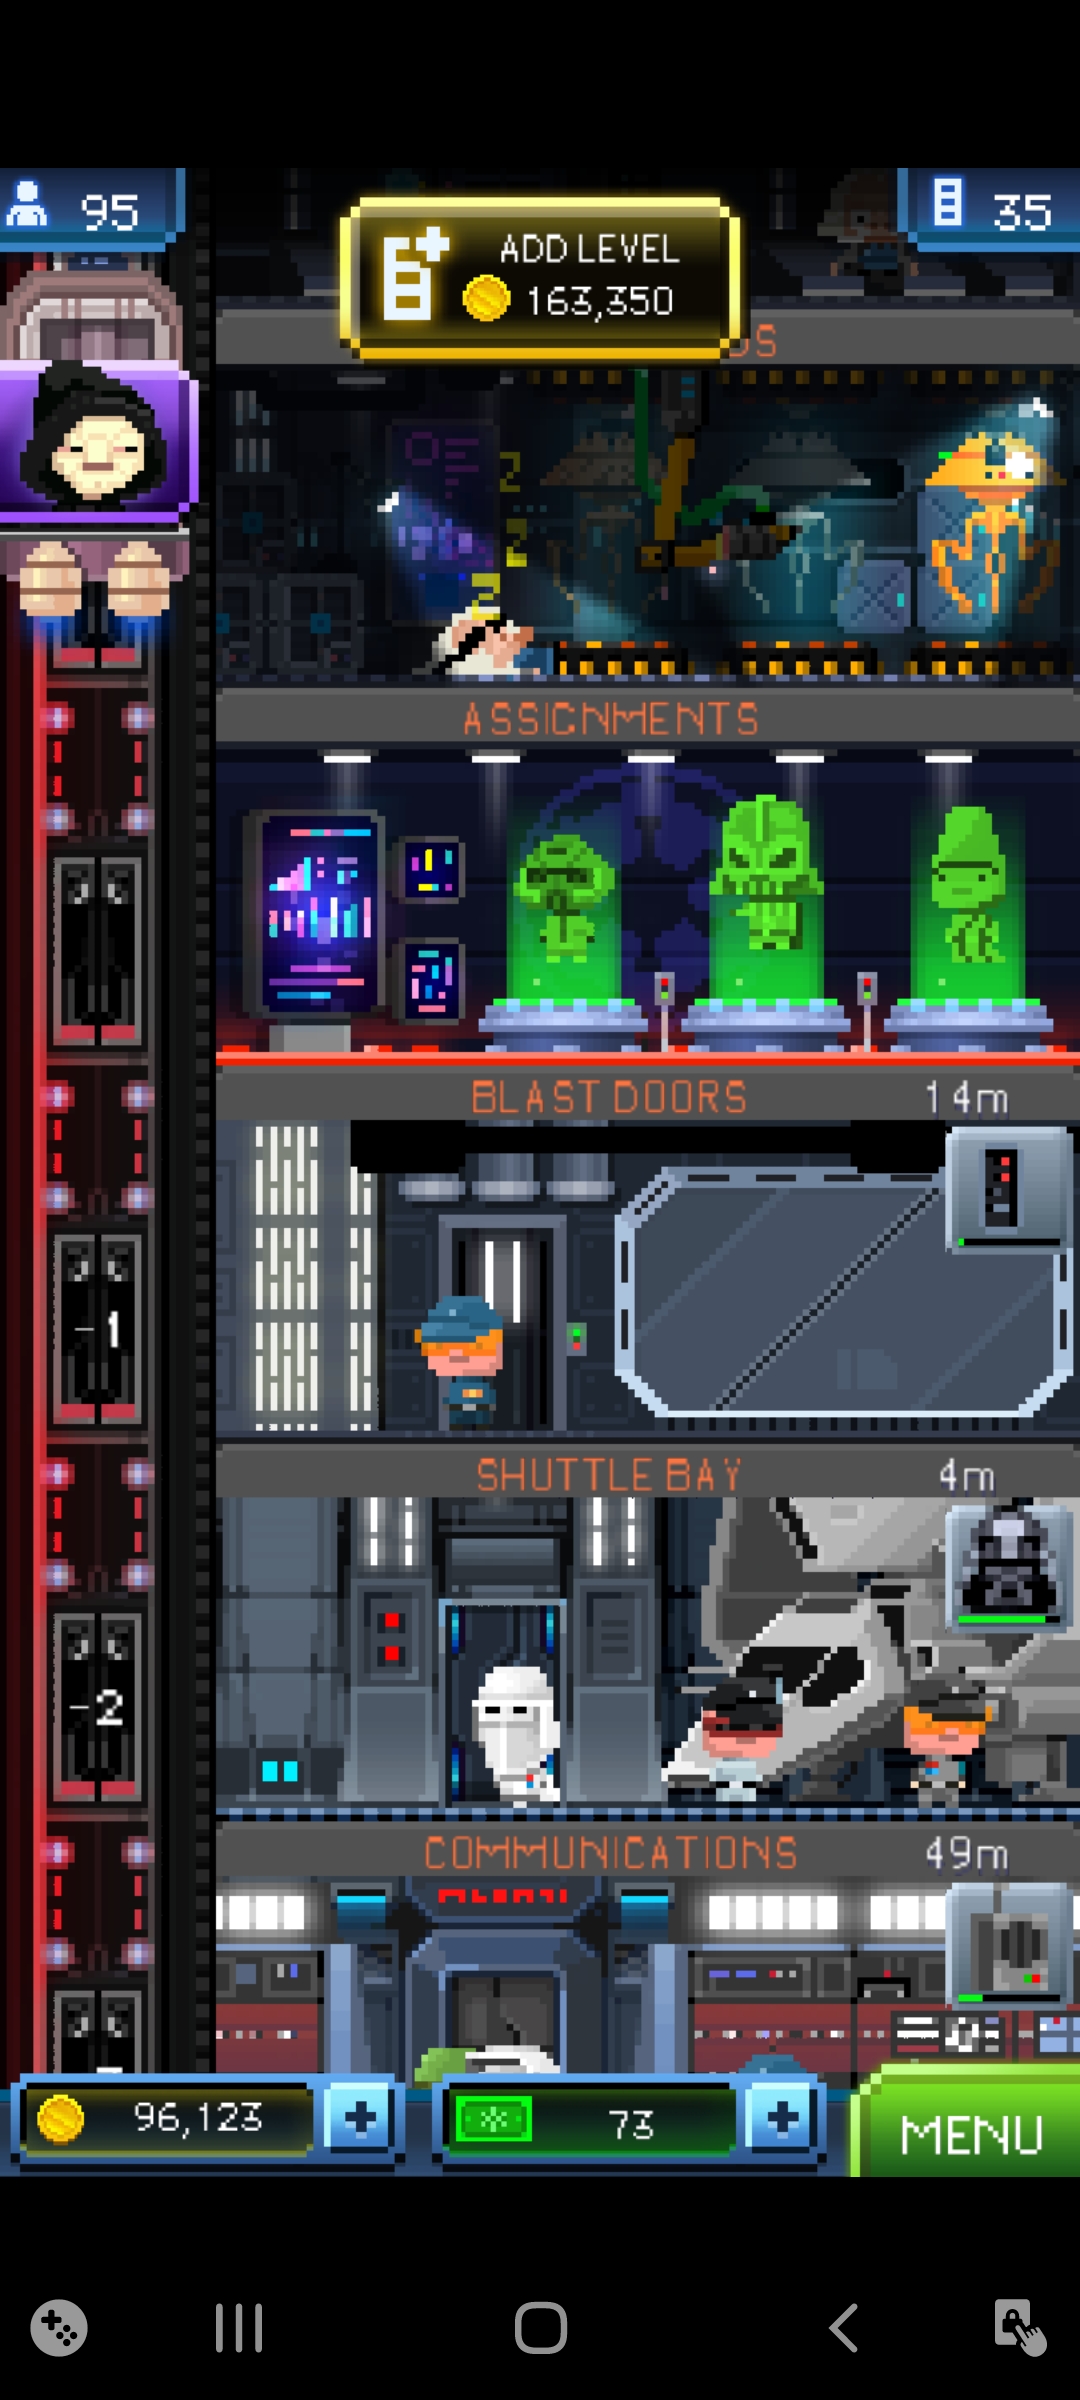 95
ADD LEVEL
163,350
35
ASSIGNMENTS
BLAST DOORS 14m
-1
SHUTTLE BAY 4m
-2
COMMUNICATIONS 49m
96,123
73
MENU